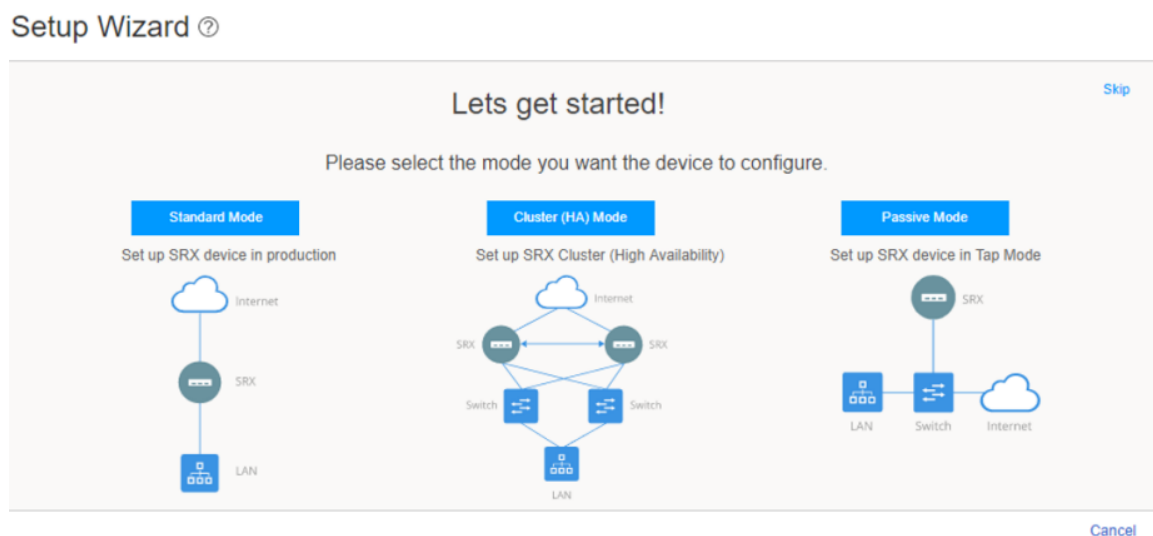 Setup Wizard ?
Skip
Lets get started!
Please select the mode you want the device to configure.
Standard Mode
Set up SRX device in production
Internet
SRX
LAN
Cluster (HA) Mode
Set up SRX Cluster (High Availability)
Internet
SRX
SRX
Switch
Switch
LAN
Passive Mode
Set up SRX device in Tap Mode
SRX
LAN
Switch
Internet
Cancel